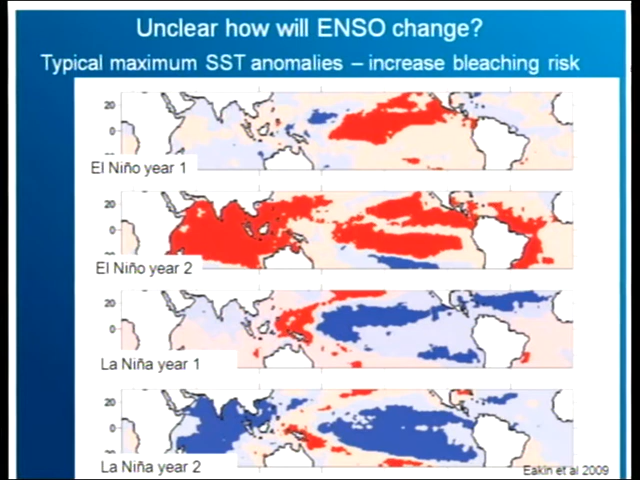 Unclear how will ENSO change?
Typical maximum SST anomalies – increase bleaching risk
20
0
El Niño year 1
20
0
El Niño year 2
20
0
La Niña year 1
20
0
La Niña year 2
Eakin et al 2009